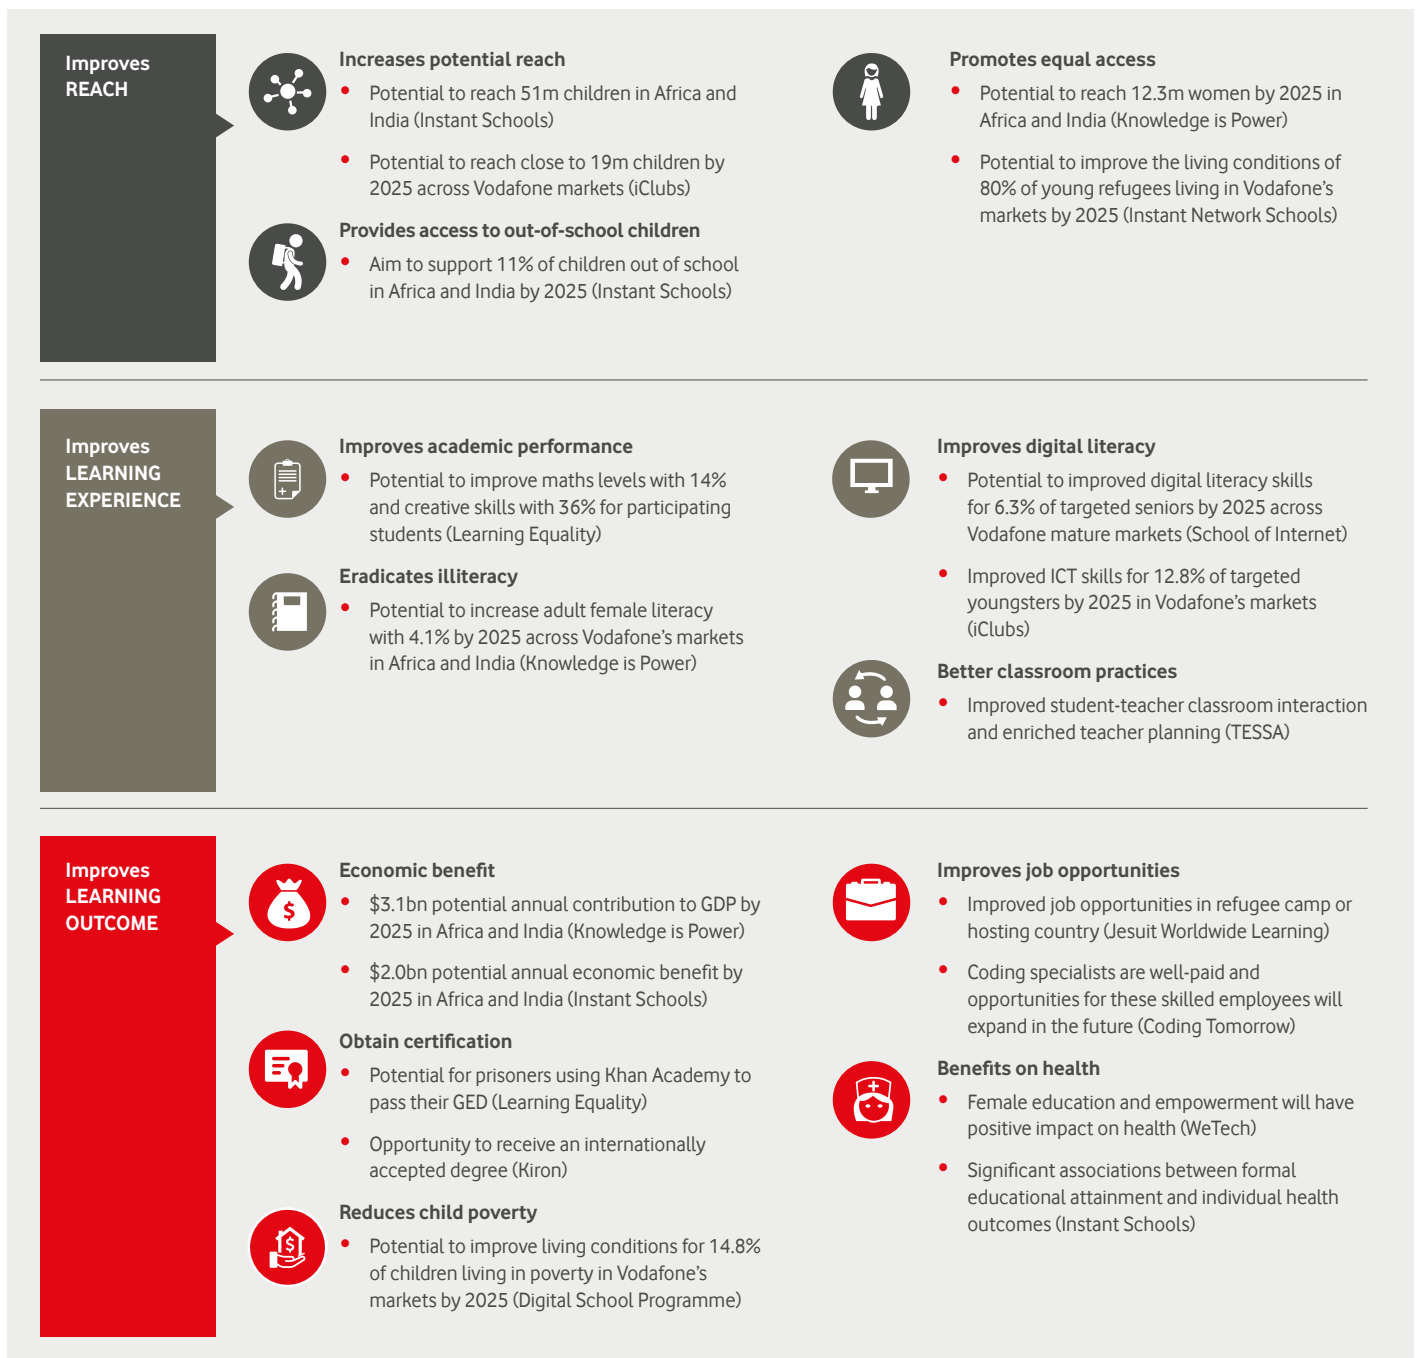 Improves
REACH
Increases potential reach
• Potential to reach 51m children in Africa and
India (Instant Schools)
• Potential to reach close to 19m children by
2025 across Vodafone markets (iClubs)
Provides access to out-of-school children
• Aim to support 11% of children out of school
in Africa and India by 2025 (Instant Schools)
Promotes equal access
• Potential to reach 12.3m women by 2025 in
Africa and India (Knowledge is Power)
• Potential to improve the living conditions of
80% of young refugees living in Vodafone's
markets by 2025 (Instant Network Schools)
Improves
LEARNING
EXPERIENCE
Improves academic performance
• Potential to improve maths levels with 14%
and creative skills with 36% for participating
students (Learning Equality)
Eradicates illiteracy
• Potential to increase adult female literacy
with 4.1% by 2025 across Vodafone's markets
in Africa and India (Knowledge is Power)
Improves digital literacy
• Potential to improved digital literacy skills
for 6.3% of targeted seniors by 2025 across
Vodafone mature markets (School of Internet)
• Improved ICT skills for 12.8% of targeted
youngsters by 2025 in Vodafone's markets
(iClubs)
Better classroom practices
• Improved student-teacher classroom interaction
and enriched teacher planning (TESSA)
Improves
LEARNING
OUTCOME
Economic benefit
• $3.1bn potential annual contribution to GDP by
2025 in Africa and India (Knowledge is Power)
• $2.0bn potential annual economic benefit by
2025 in Africa and India (Instant Schools)
Obtain certification
• Potential for prisoners using Khan Academy to
pass their GED (Learning Equality)
• Opportunity to receive an internationally
accepted degree (Kiron)
Reduces child poverty
• Potential to improve living conditions for 14.8%
of children living in poverty in Vodafone's
markets by 2025 (Digital School Programme)
Improves job opportunities
• Improved job opportunities in refugee camp or
hosting country (Jesuit Worldwide Learning)
• Coding specialists are well-paid and
opportunities for these skilled employees will
expand in the future (Coding Tomorrow)
Benefits on health
• Female education and empowerment will have
positive impact on health (WeTech)
• Significant associations between formal
educational attainment and individual health
outcomes (Instant Schools)